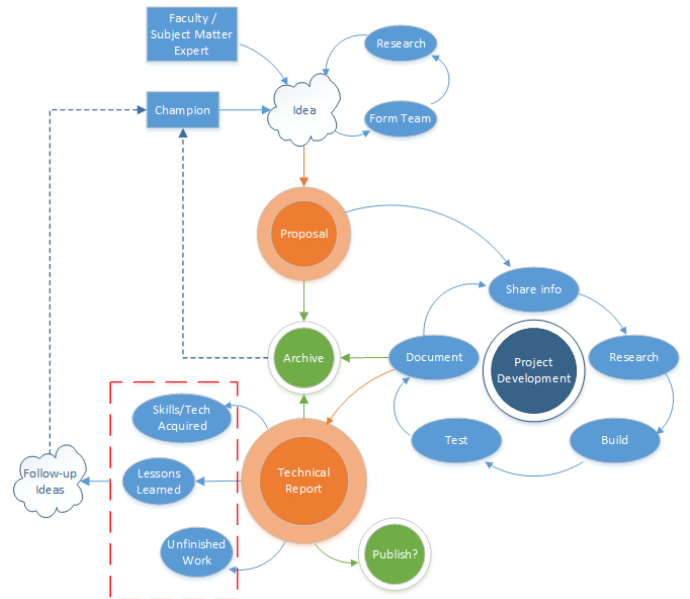 Faculty /
Subject Matter
Expert
Research
Champion
Idea
Form Team
Proposal
Share info
Archive
Document
Project
Development
Research
Skills/Tech
Acquired
Test
Build
Follow-up
Ideas
Lessons
Learned
Technical
Report
Unfinished
Work
Publish?